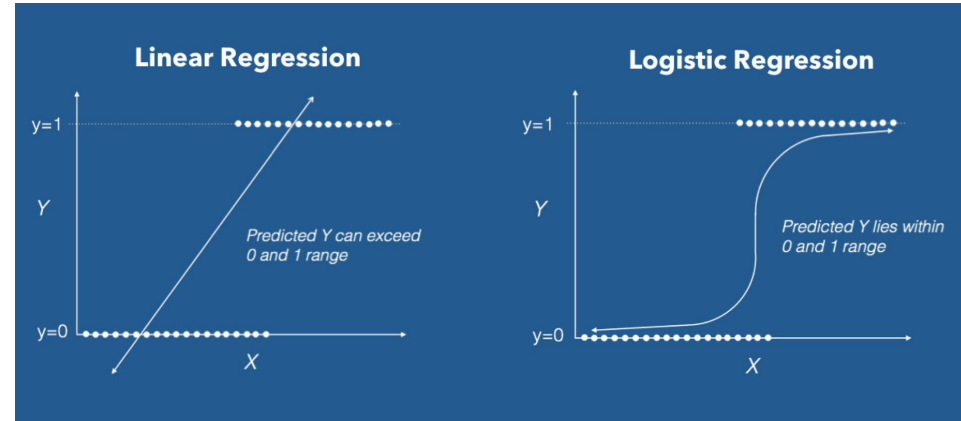 Linear Regression
y=1
Y
Predicted Y can exceed
0 and 1 range
y=0
X
Logistic Regression
y=1
Y
Predicted Y lies within
0 and 1 range
y=0
X